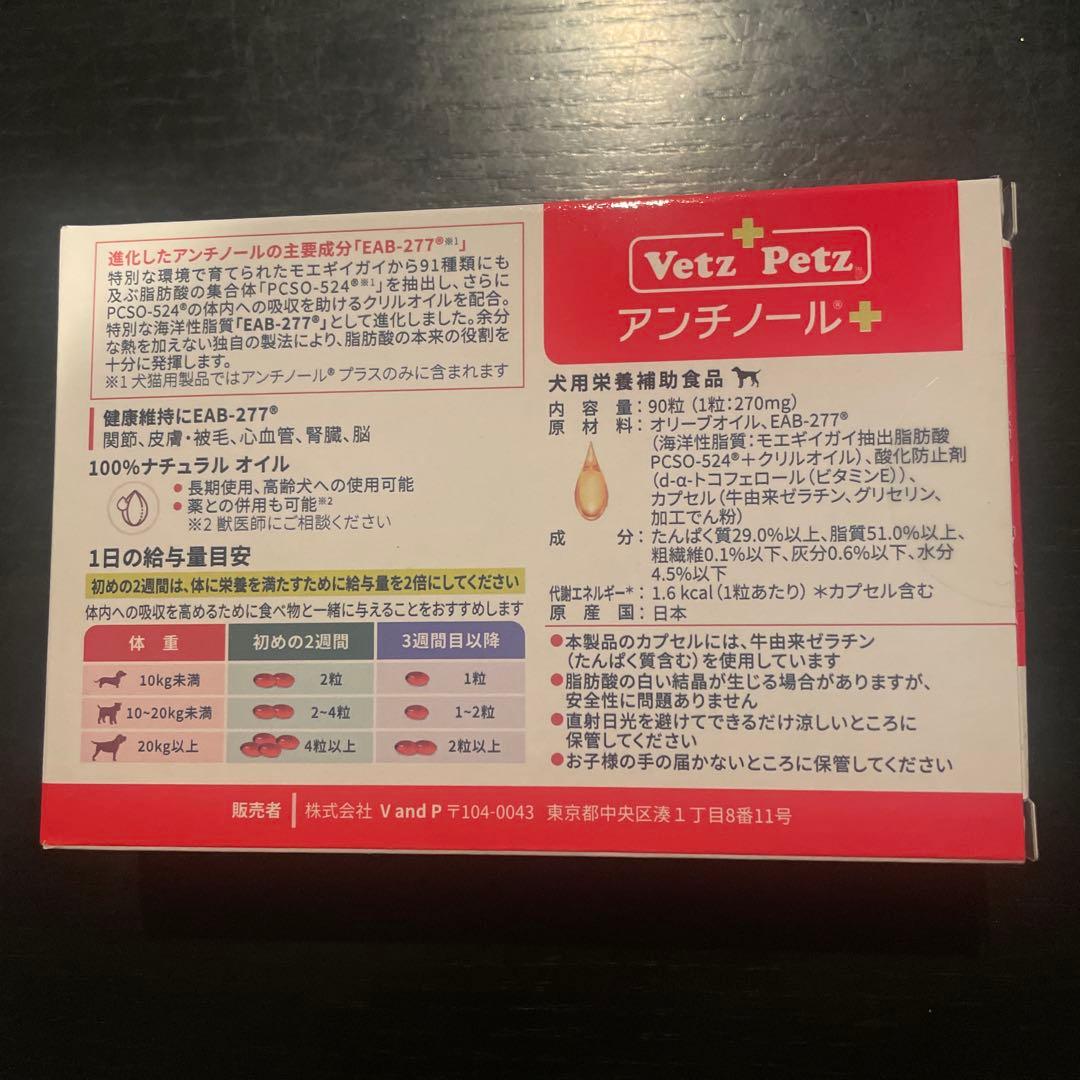 進化したアンチノールの主要成分「EAB-277®※1」
特別な環境で育てられたモエギイガイから91種類にも
及ぶ脂肪酸の集合体「PCSO-524®※1」を抽出し、さらに
PCSO-524®の体内への吸収を助けるクリルオイルを配合。
特別な海洋性脂質「EAB-277®」として進化しました。余分
な熱を加えない独自の製法により、脂肪酸の本来の役割を
十分に発揮します。
※1 犬猫用製品ではアンチノール® プラスのみに含まれます
健康維持にEAB-277®
関節、皮膚・被毛、心血管、腎臓、脳
100%ナチュラル オイル
● 長期使用、高齢犬への使用可能
● 薬との併用も可能※2
※2 獣医師にご相談ください
1日の給与量目安
初めの2週間は、体に栄養を満たすために給与量を2倍にしてください
体内への吸収を高めるために食べ物と一緒に与えることをおすすめします
体 重 初めの2週間 3週間目以降
10kg未満 2粒 1粒
10~20kg未満 2~4粒 1~2粒
20kg以上 4粒以上 2粒以上
Vetz Petz™
アンチノール®
犬用栄養補助食品
内 容 量：90粒（1粒：270mg）
原 材 料：オリーブオイル、EAB-277®
（海洋性脂質：モエギイガイ抽出脂肪酸
PCSO-524®＋クリルオイル）、酸化防止剤
（d-α-トコフェロール（ビタミンE））、
カプセル（牛由来ゼラチン、グリセリン、
加工でん粉）
成 分：たんぱく質29.0%以上、脂質51.0%以上、
粗繊維0.1%以下、灰分0.6%以下、水分
4.5%以下
代謝エネルギー＊：1.6 kcal（1粒あたり）＊カプセル含む
原 産 国：日本
●本製品のカプセルには、牛由来ゼラチン
（たんぱく質含む）を使用しています
●脂肪酸の白い結晶が生じる場合がありますが、
安全性に問題ありません
●直射日光を避けてできるだけ涼しいところに
保管してください
●お子様の手の届かないところに保管してください
販売者 株式会社 V and P 〒104-0043 東京都中央区湊1丁目8番11号